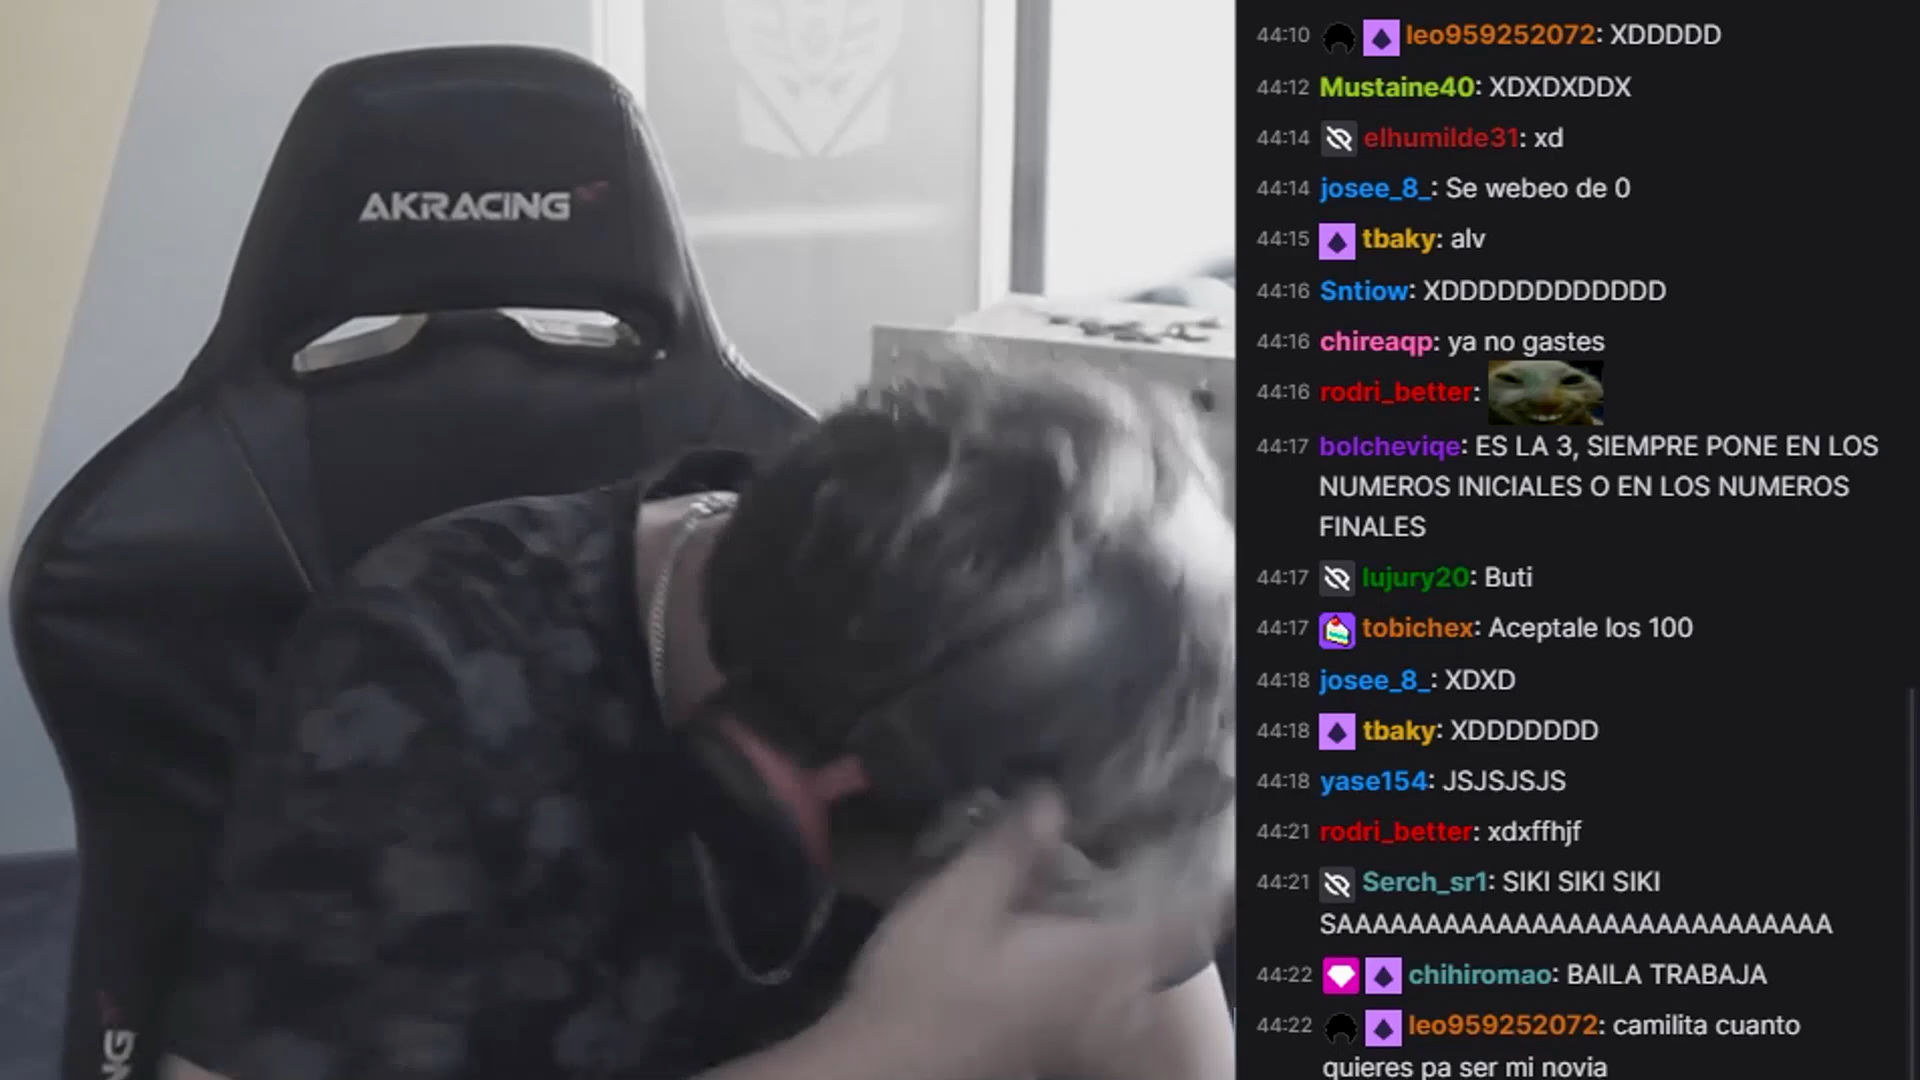 AKRACING
NG
44:10 leo959252072: XDDDDD
44:12 Mustaine40: XDXDXDDX
44:14 elhumilde31: xd
44:14 josee_8_: Se webeo de 0
44:15 tbaky: alv
44:16 Sntiow: XDDDDDDDDDDDD
44:16 chireaqp: ya no gastes
44:16 rodri_better:
44:17 bolcheviqe: ES LA 3, SIEMPRE PONE EN LOS
NUMEROS INICIALES O EN LOS NUMEROS
FINALES
44:17 lujury20: Buti
44:17 tobichex: Aceptale los 100
44:18 josee_8_: XDXD
44:18 tbaky: XDDDDDDD
44:18 yase154: JSJSJSJS
44:21 rodri_better: xdxffhjf
44:21 Serch_sr1: SIKI SIKI SIKI
SAAAAAAAAAAAAAAAAAAAAAAAAAAAA
44:22 chihiromao: BAILA TRABAJA
44:22 leo959252072: camilita cuanto
quieres pa ser mi novia